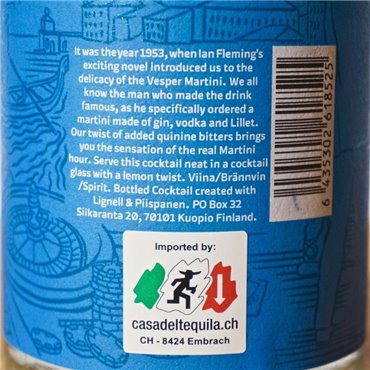 It was the year 1953, when Ian Fleming's
exciting novel introduced us to the
delicacy of the Vesper Martini. We all
know the man who made the drink
famous, as he specifically ordered a
martini made of gin, vodka and Lillet.
Our twist of added quinine bitters brings
you the sensation of the real Martini
hour. Serve this cocktail neat in a cocktail
glass with a lemon twist. Viina/Brännvin
/Spirit. Bottled Cocktail created with
Lignell & Piispanen. PO Box 32
Siikaranta 20, 70101 Kuopio Finland.
6 435302 618525
Imported by:
casadeltequila.ch
CH - 8424 Embrach